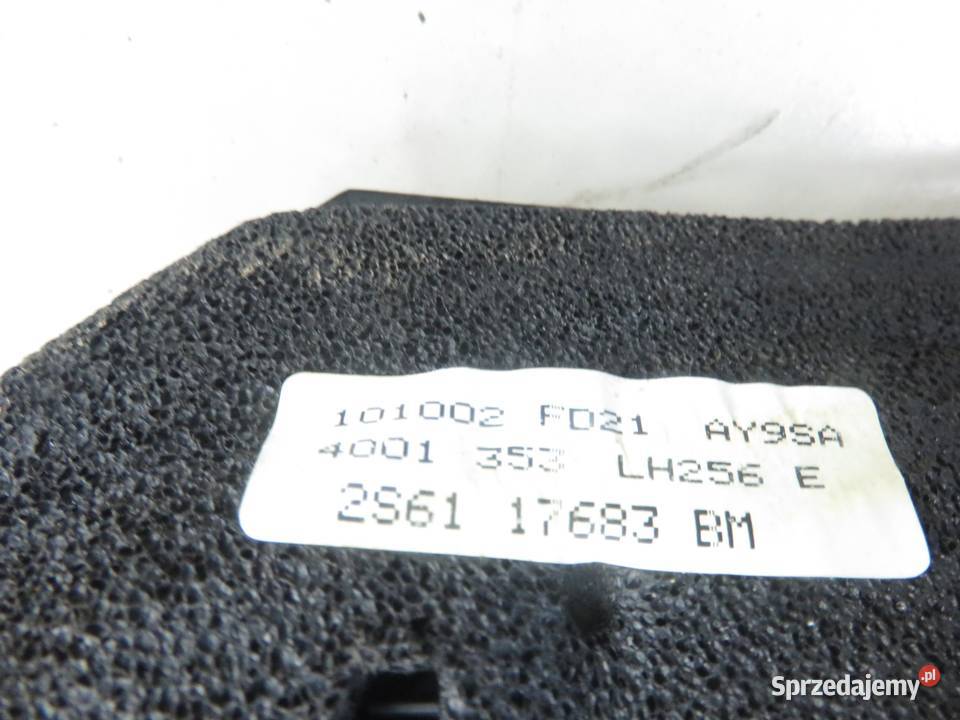 101002 FD21 AY9SA
4001 353 LH256 E
2S61 17683 BM
Sprzedajemy.pl